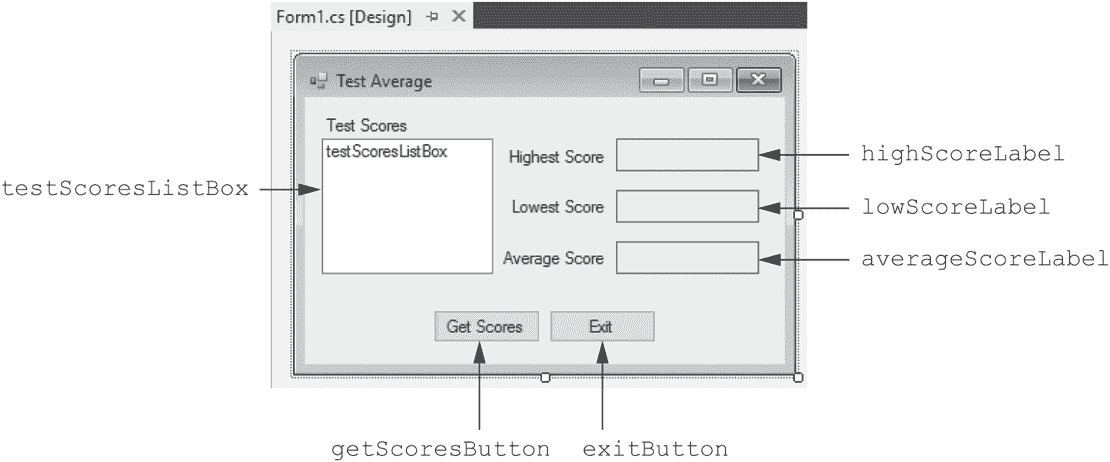 Form1.cs [Design]
Test Average
Test Scores
testScoresListBox
testScoresListBox
Highest Score
highScoreLabel
Lowest Score
lowScoreLabel
Average Score
averageScoreLabel
Get Scores
Exit
getScoresButton
exitButton